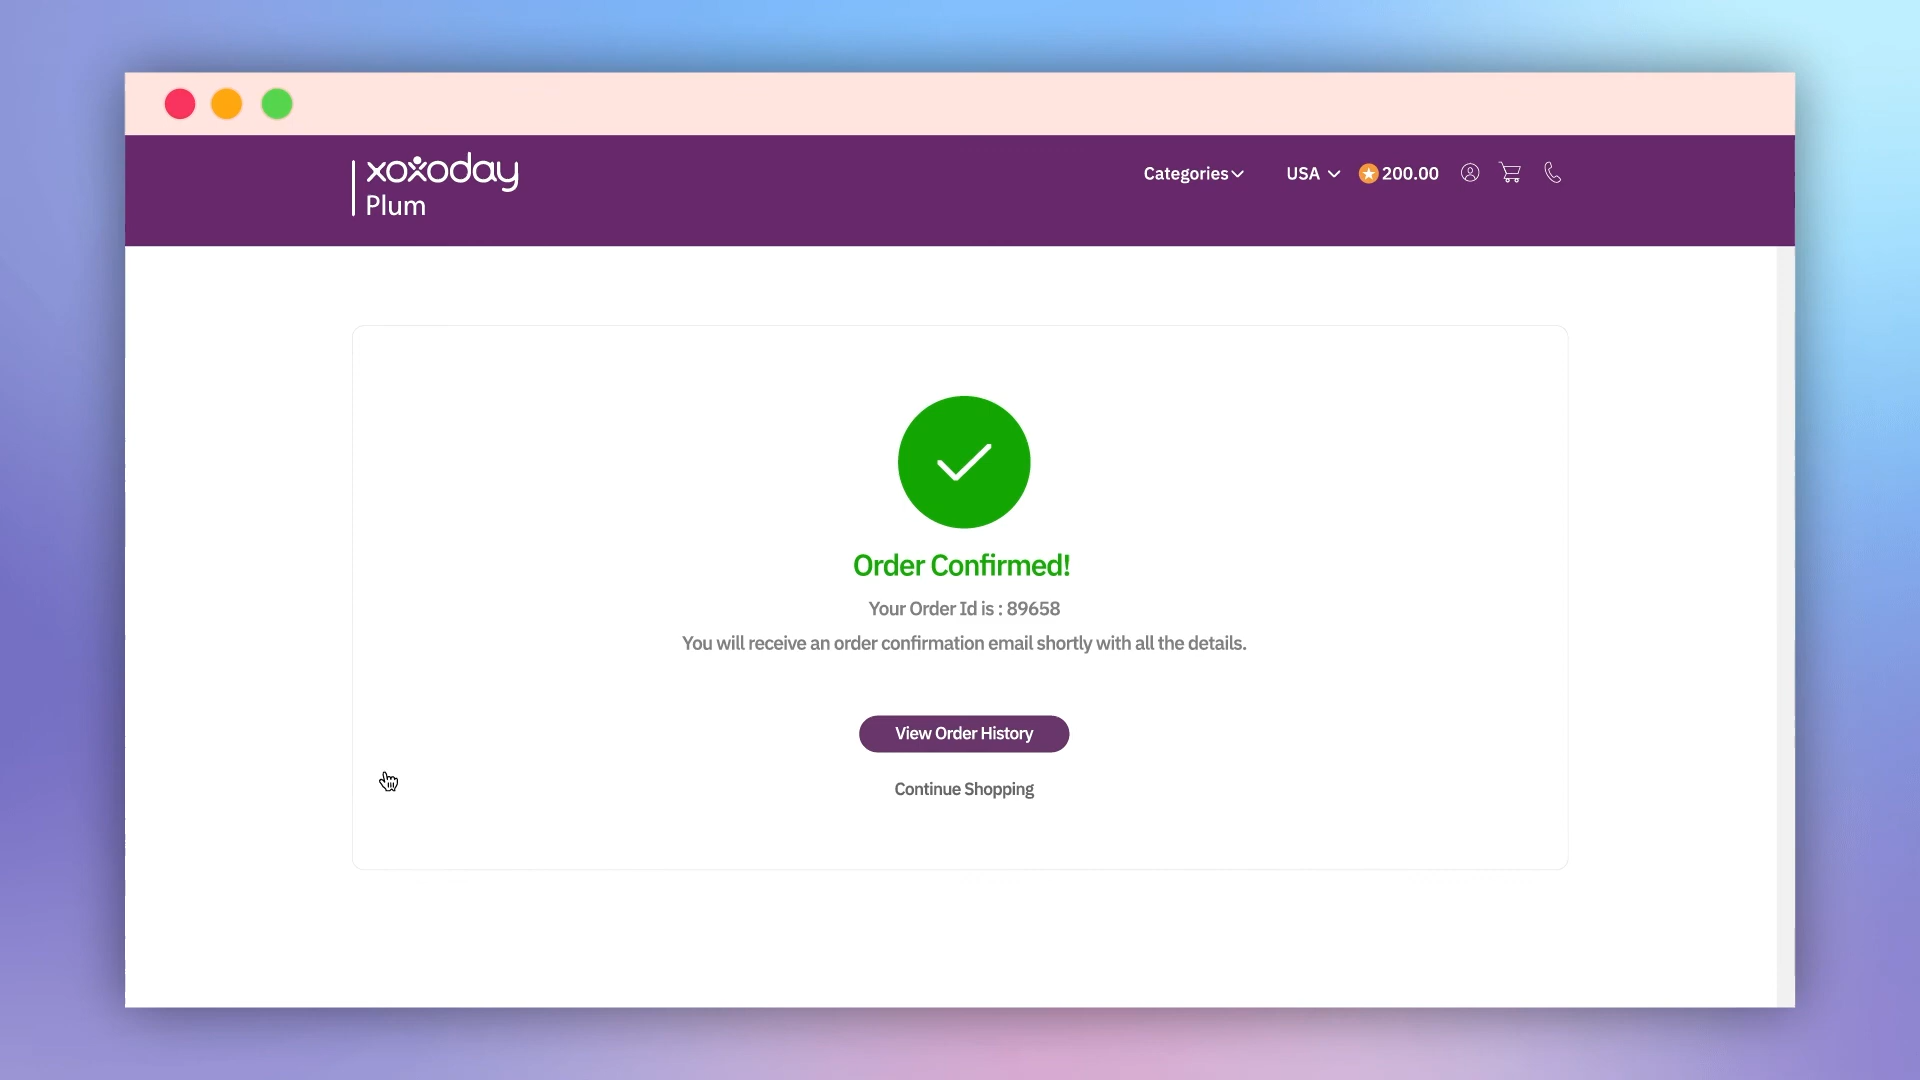 xoxoday
Plum
Categories
USA
200.00
Order Confirmed!
Your Order Id is : 89658
You will receive an order confirmation email shortly with all the details.
View Order History
Continue Shopping